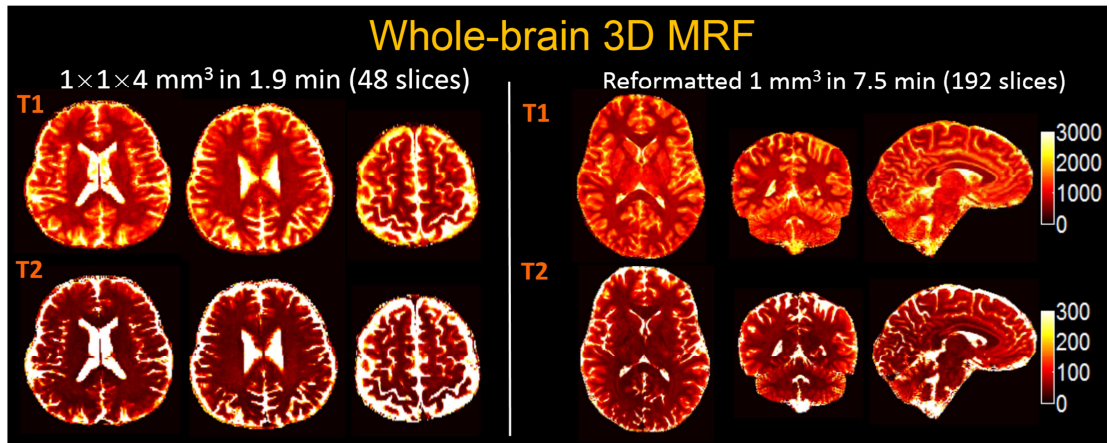 Whole-brain 3D MRF
1×1×4 mm³ in 1.9 min (48 slices)
Reformatted 1 mm³ in 7.5 min (192 slices)
T1
T1
3000
2000
1000
0
T2
T2
300
200
100
0